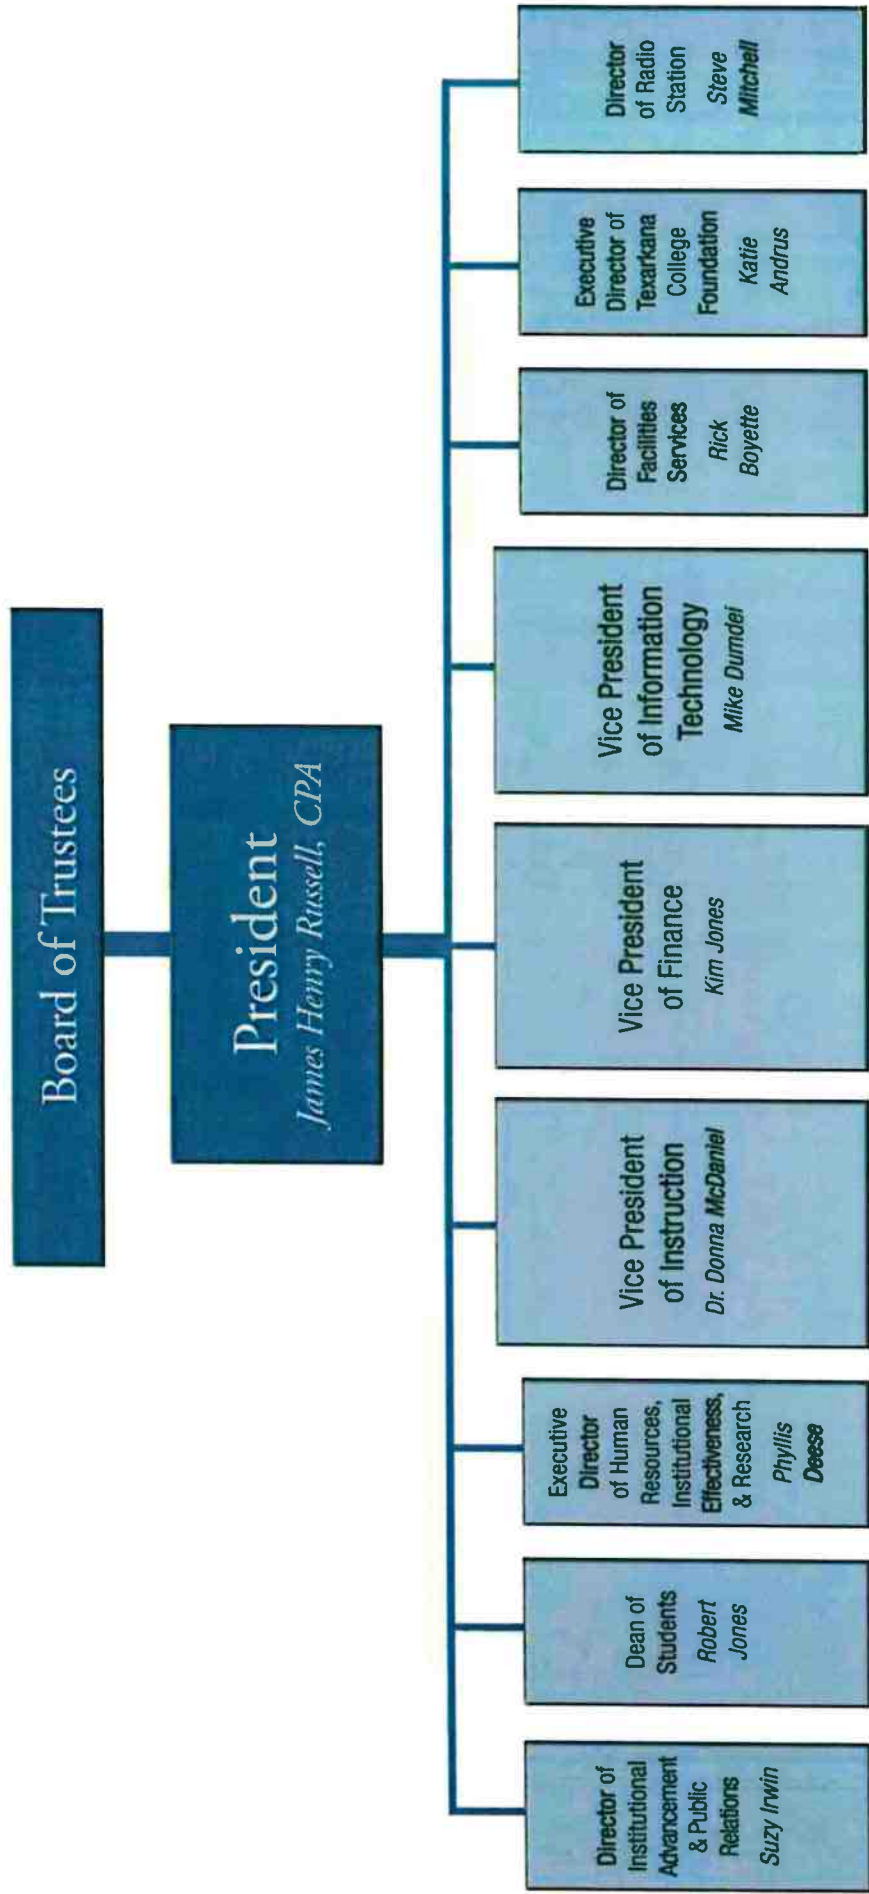 Board of Trustees
President
James Henry Russell, CPA
Director of
Institutional
Advancement
& Public
Relations
Suzy Irwin
Dean of
Students
Robert
Jones
Executive
Director
of Human
Resources,
Institutional
Effectiveness,
& Research
Phyllis
Deese
Vice President
of Instruction
Dr. Donna McDaniel
Vice President
of Finance
Kim Jones
Vice President
of Information
Technology
Mike Dumdei
Director of
Facilities
Services
Rick
Boyette
Executive
Director of
Texarkana
College
Foundation
Katie
Andrus
Director
of Radio
Station
Steve
Mitchell